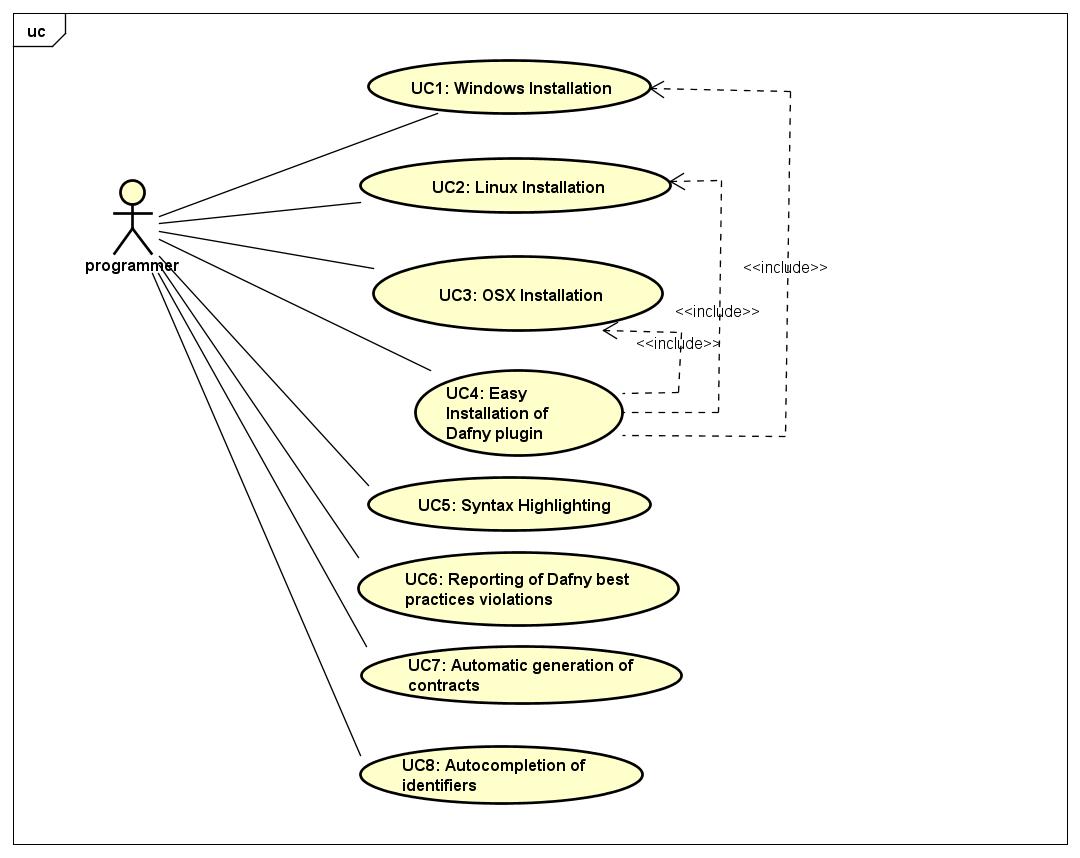 uc
UC1: Windows Installation
UC2: Linux Installation
programmer
<<include>>
UC3: OSX Installation
<<include>>
<<include>>
UC4: Easy
Installation of
Dafny plugin
UC5: Syntax Highlighting
UC6: Reporting of Dafny best
practices violations
UC7: Automatic generation of
contracts
UC8: Autocompletion of
identifiers